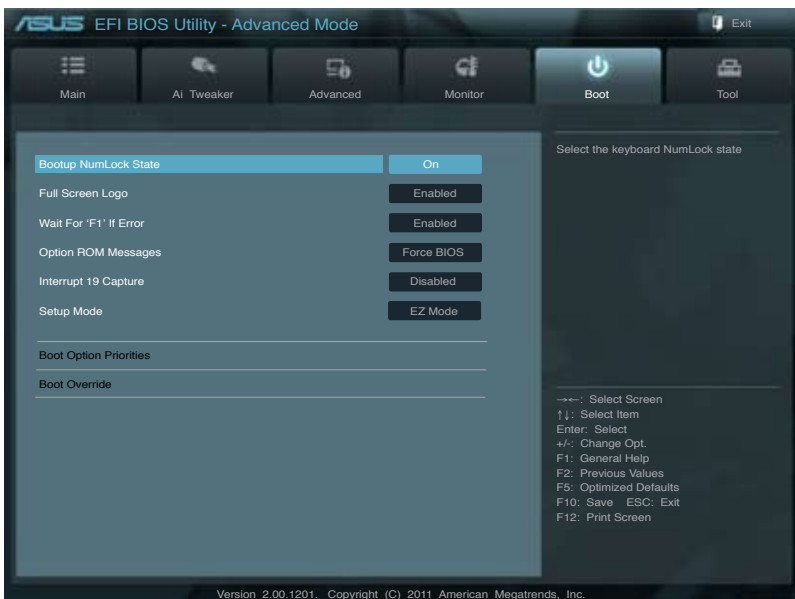 ASUS EFI BIOS Utility - Advanced Mode
Exit
Main
Ai Tweaker
Advanced
Monitor
Boot
Tool
Select the keyboard NumLock state
Bootup NumLock State On
Full Screen Logo Enabled
Wait For ‘F1’ If Error Enabled
Option ROM Messages Force BIOS
Interrupt 19 Capture Disabled
Setup Mode EZ Mode
Boot Option Priorities
Boot Override
→←: Select Screen
↑↓: Select Item
Enter: Select
+/-: Change Opt.
F1: General Help
F2: Previous Values
F5: Optimized Defaults
F10: Save ESC: Exit
F12: Print Screen
Version 2.00.1201. Copyright (C) 2011 American Megatrends, Inc.